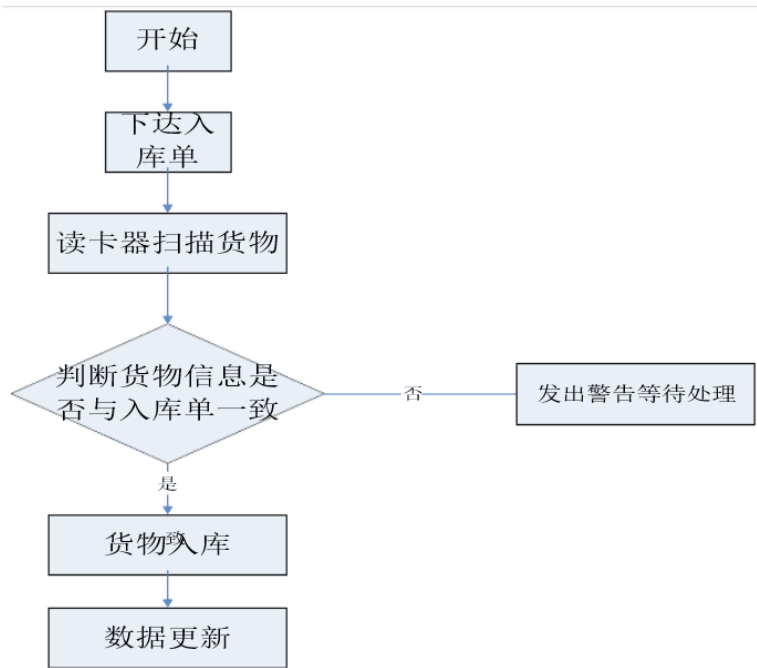 开始
下达入
库单
读卡器扫描货物
判断货物信息是
否与入库单一致
否
发出警告等待处理
是
货物入库
致
数据更新